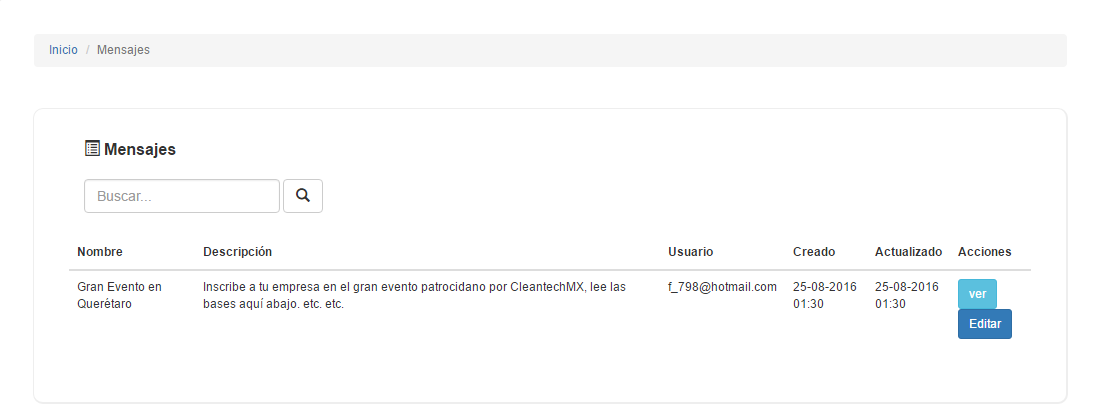 Inicio / Mensajes
Mensajes
Buscar...
Nombre Descripción Usuario Creado Actualizado Acciones
Gran Evento en Inscribe a tu empresa en el gran evento patrocidano por CleantechMX, lee las f_798@hotmail.com 25-08-2016 25-08-2016 ver
Querétaro bases aquí abajo. etc. etc. 01:30 01:30
Editar